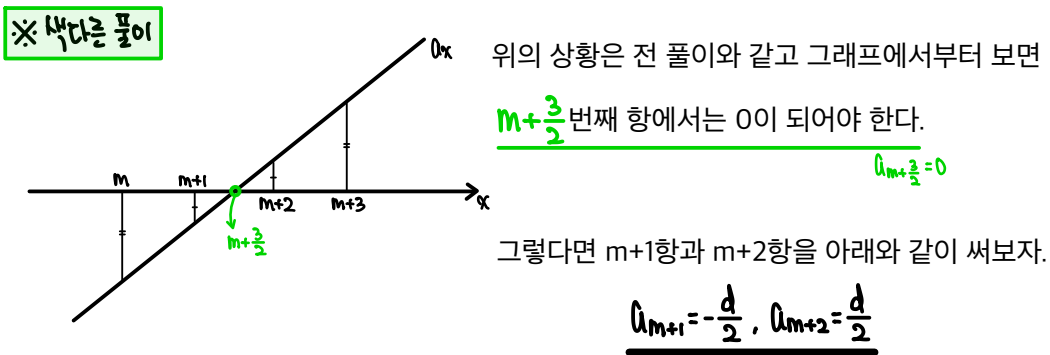 ※ 색다른 풀이
aₓ
위의 상황은 전 풀이와 같고 그래프에서부터 보면
m+3/2 번째 항에서는 0이 되어야 한다.
a_{m+3/2}=0
m m+1 m+2 m+3 x
m+3/2
그렇다면 m+1항과 m+2항을 아래와 같이 써보자.
a_{m+1}=-d/2, a_{m+2}=d/2